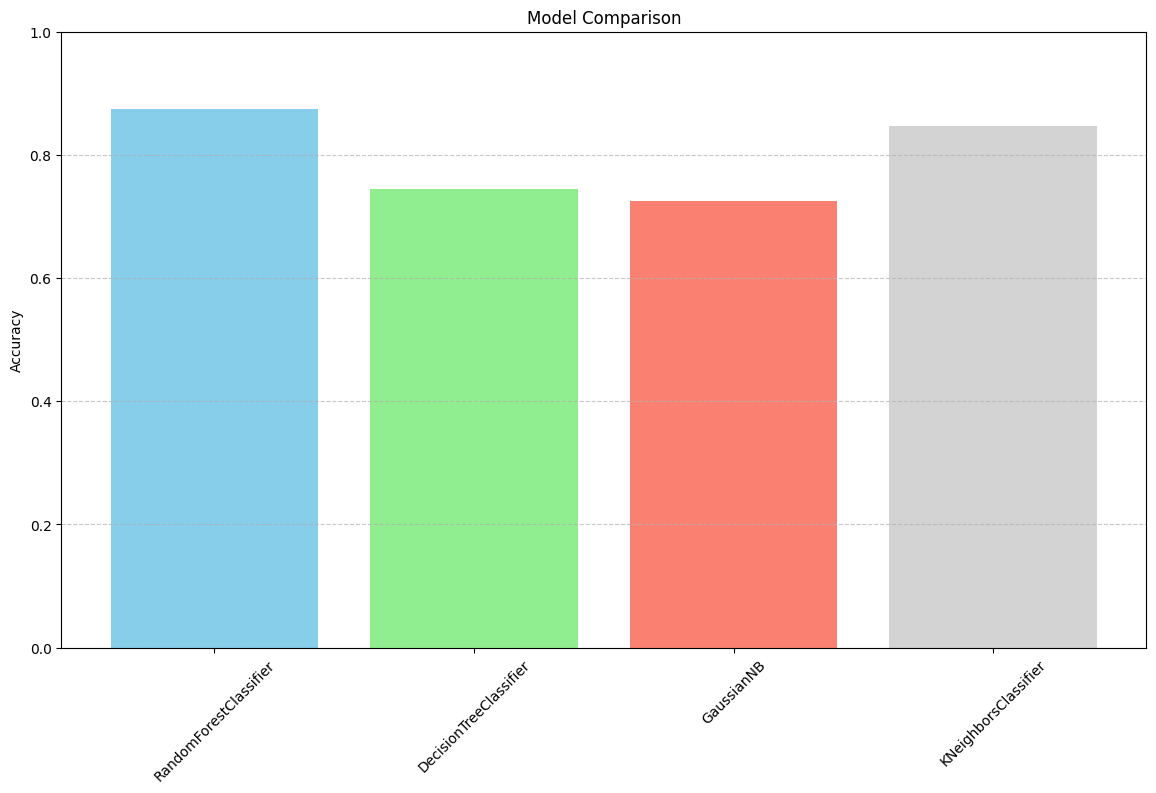 Model Comparison
1.0
0.8
0.6
0.4
0.2
0.0
Accuracy
RandomForestClassifier
DecisionTreeClassifier
GaussianNB
KNeighborsClassifier